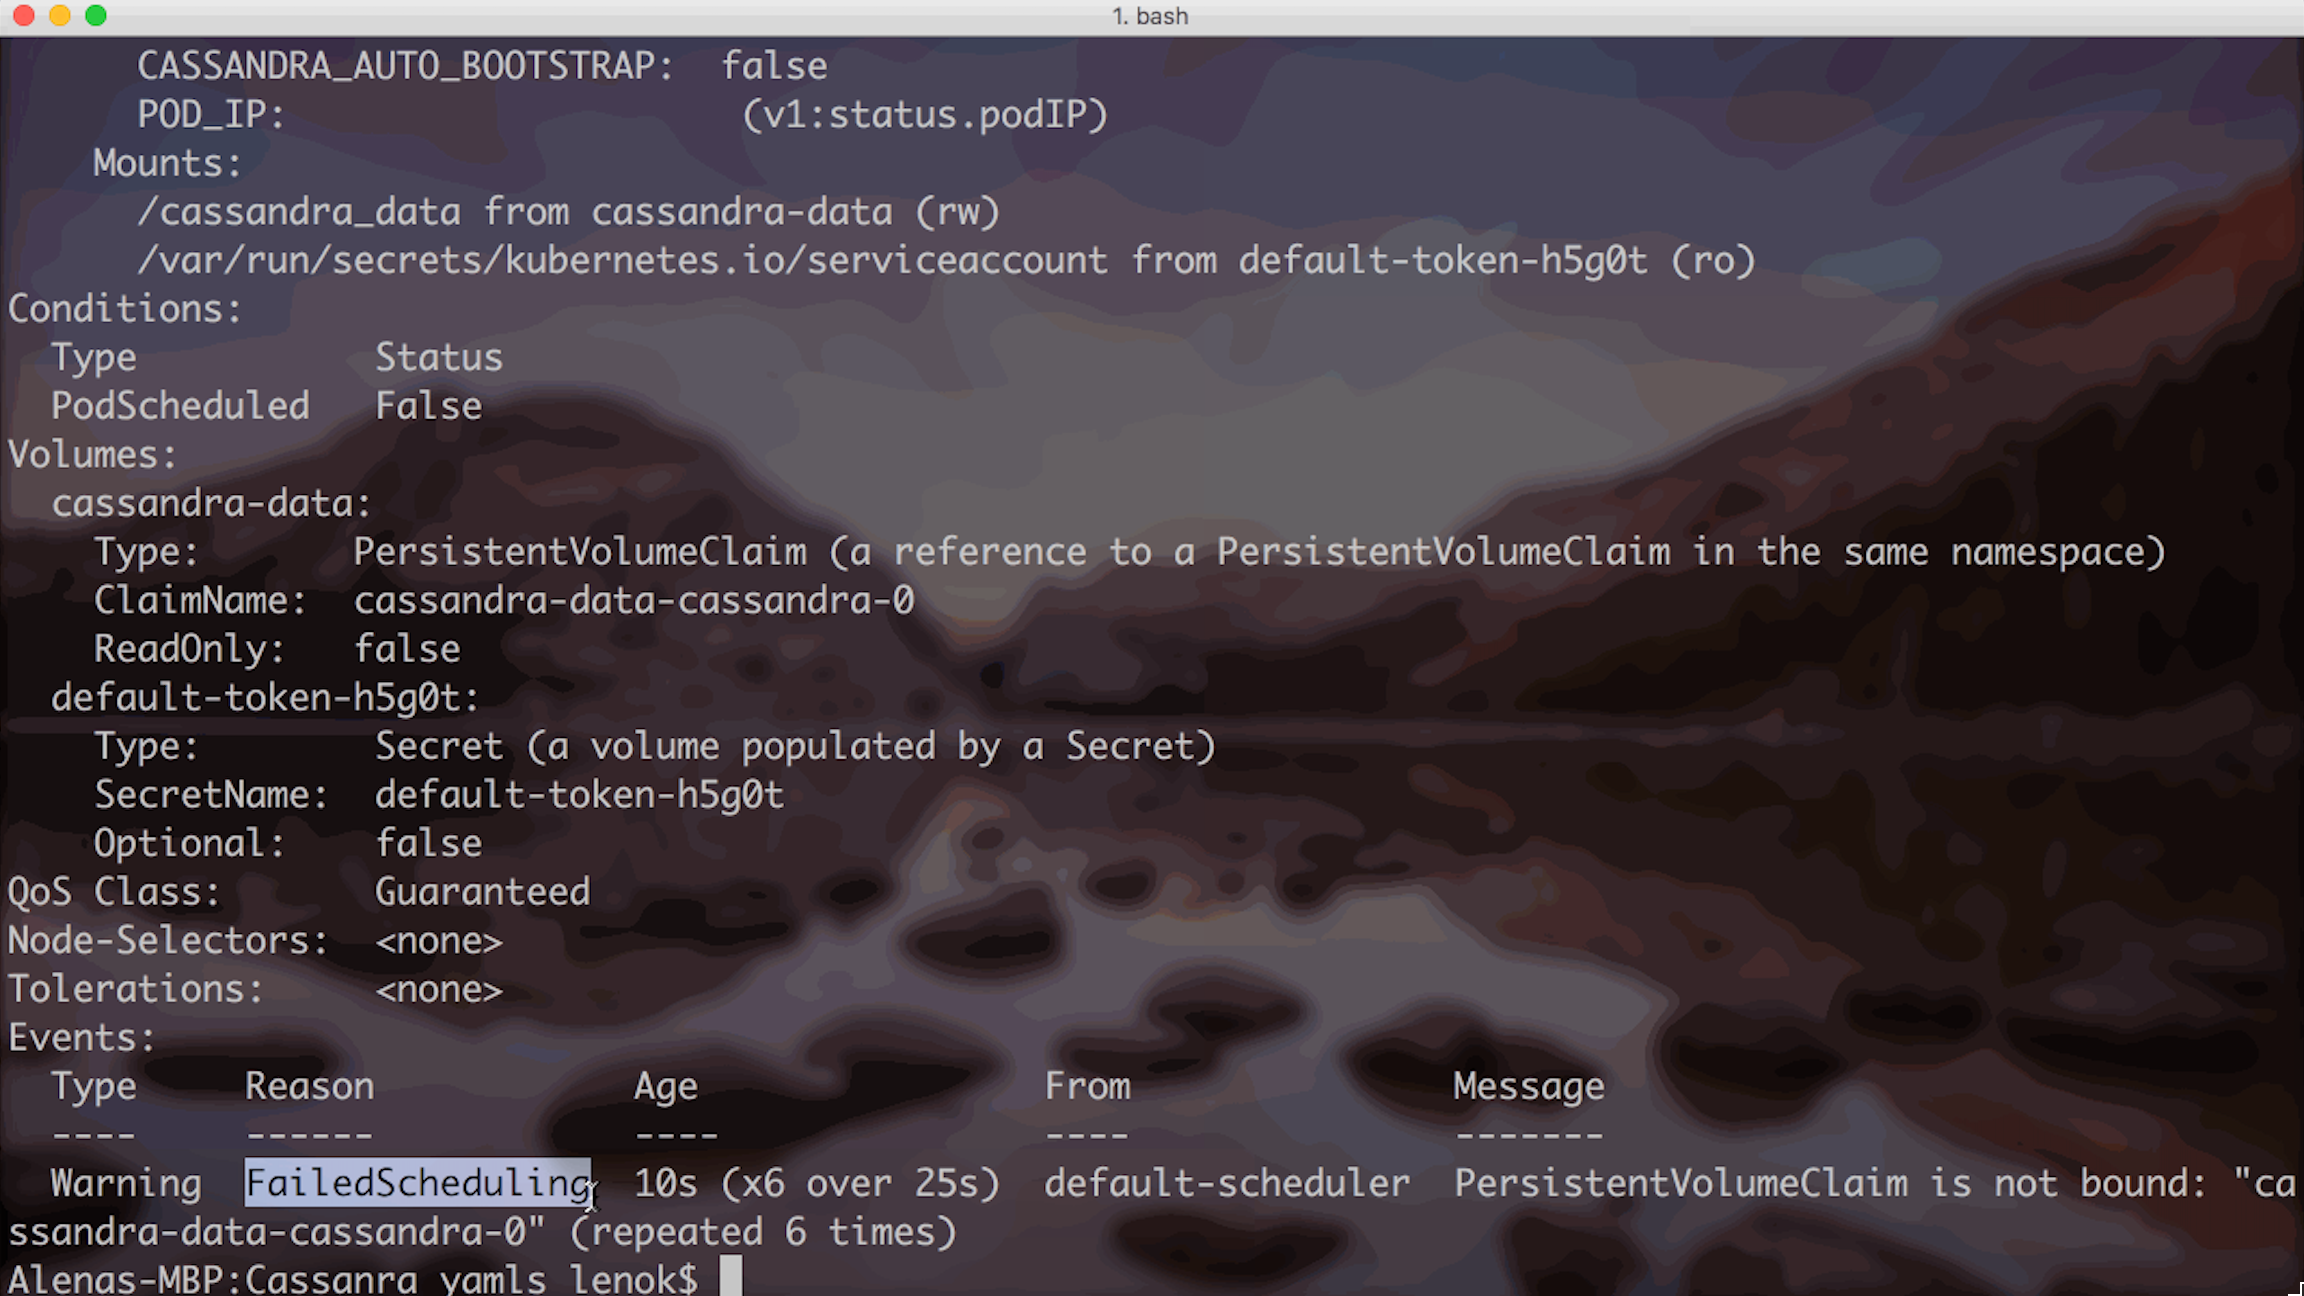 1. bash
CASSANDRA_AUTO_BOOTSTRAP:  false
POD_IP:                     (v1:status.podIP)
Mounts:
/cassandra_data from cassandra-data (rw)
/var/run/secrets/kubernetes.io/serviceaccount from default-token-h5g0t (ro)
Conditions:
Type           Status
PodScheduled   False
Volumes:
cassandra-data:
Type:       PersistentVolumeClaim (a reference to a PersistentVolumeClaim in the same namespace)
ClaimName:  cassandra-data-cassandra-0
ReadOnly:   false
default-token-h5g0t:
Type:        Secret (a volume populated by a Secret)
SecretName:  default-token-h5g0t
Optional:    false
QoS Class:       Guaranteed
Node-Selectors:  <none>
Tolerations:     <none>
Events:
Type     Reason            Age                From               Message
----     ------            ----               ----               -------
Warning  FailedScheduling  10s (x6 over 25s)  default-scheduler  PersistentVolumeClaim is not bound: "ca
ssandra-data-cassandra-0" (repeated 6 times)
Alenas-MBP:Cassanra yamls lenok$